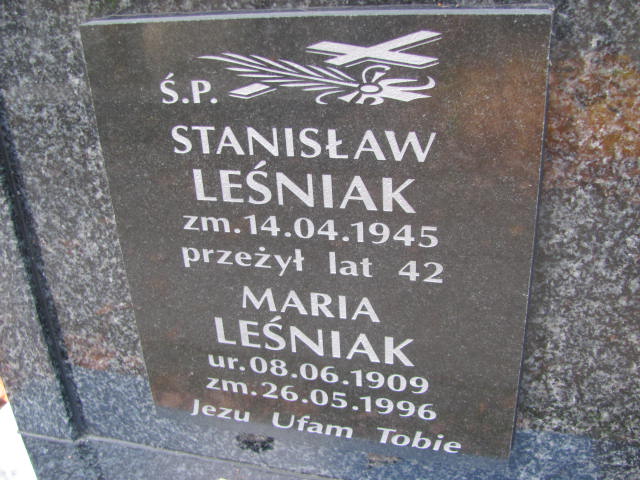 Ś.P.
STANISŁAW
LEŚNIAK
zm.14.04.1945
przeżył lat 42
MARIA
LEŚNIAK
ur.08.06.1909
zm.26.05.1996
Jezu Ufam Tobie